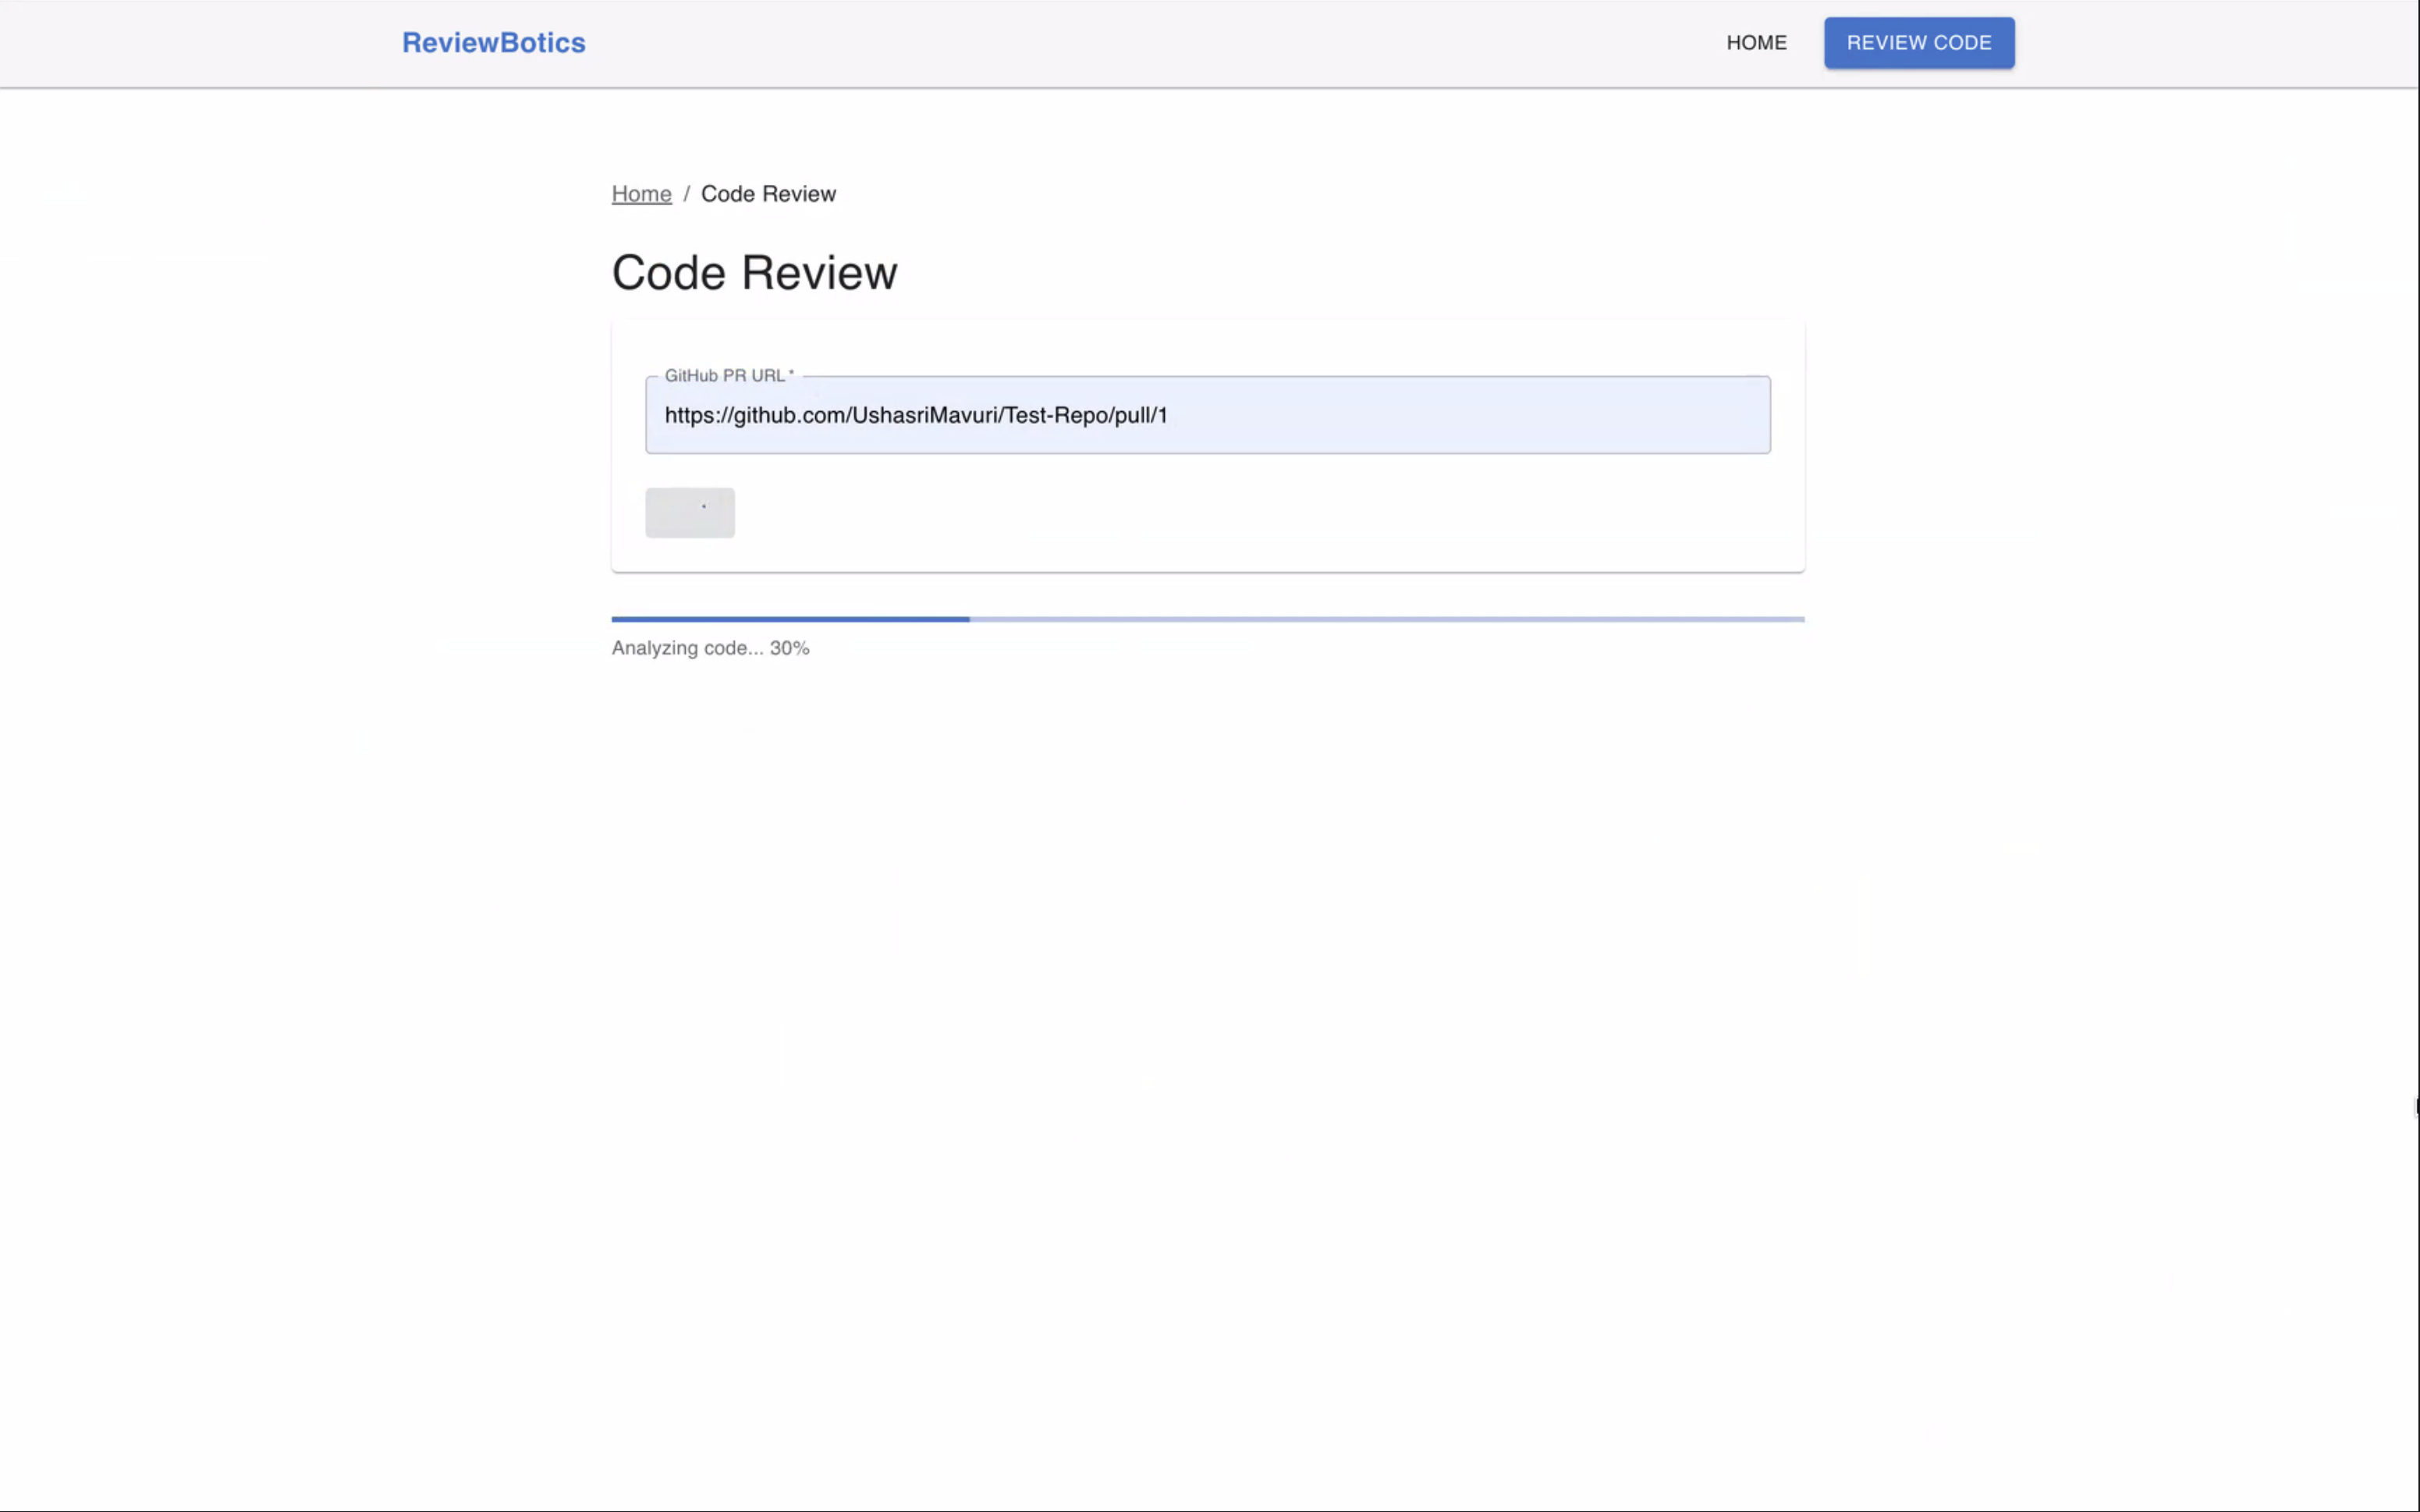 ReviewBotics
HOME
REVIEW CODE
Home / Code Review
Code Review
GitHub PR URL *
https://github.com/UshasriMavuri/Test-Repo/pull/1
Analyzing code... 30%